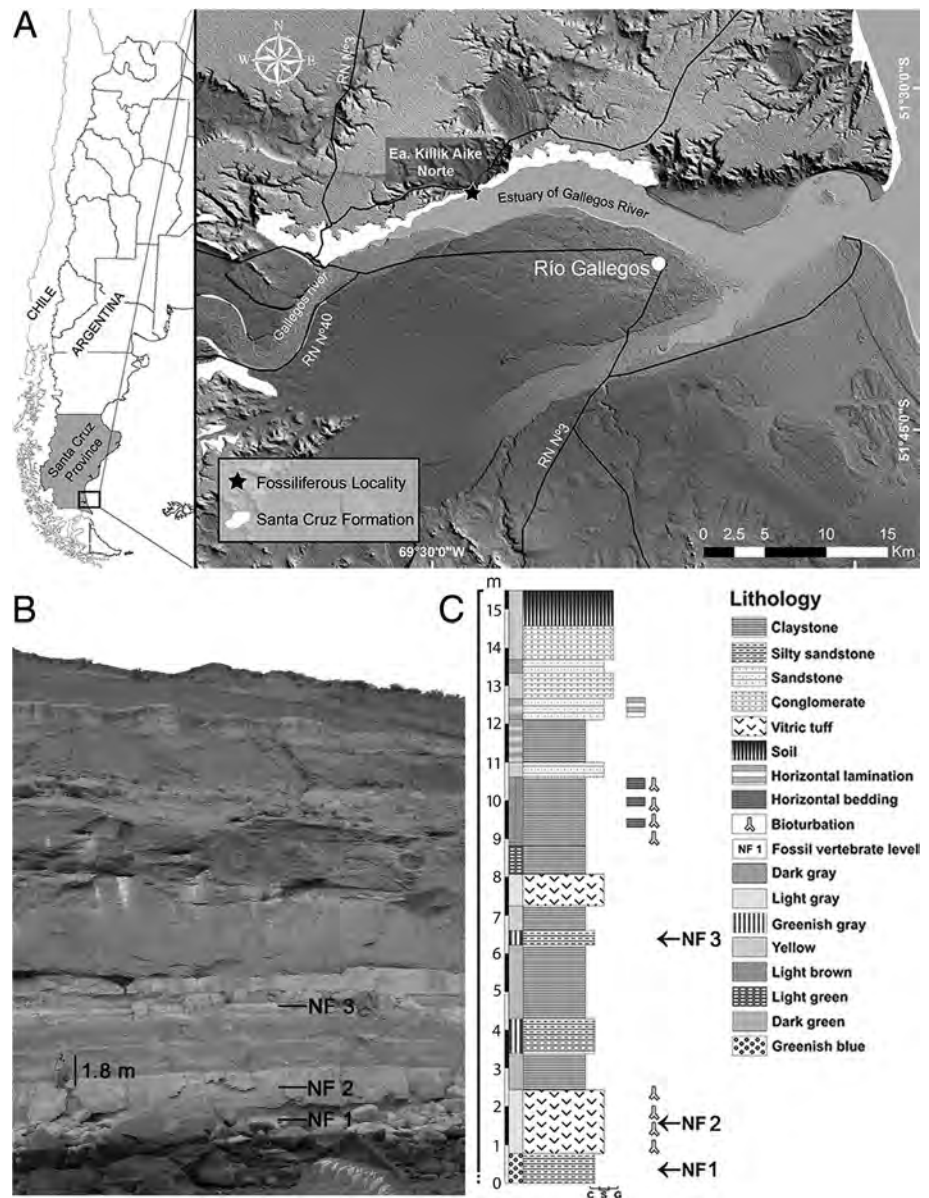 A
N
W
E
S
RN Nº3
51°30'0"S
Ea. Killik Aike
Norte
Estuary of Gallegos River
Río Gallegos
Gallegos river
RN Nº40
CHILE
ARGENTINA
Santa Cruz
Province
RN Nº3
51°45'0"S
Fossiliferous Locality
Santa Cruz Formation
69°30'0"W
0 2,5 5 10 15
Km
B
NF 3
1.8 m
NF 2
NF 1
C
m
15
14
13
12
11
10
9
8
7
6
5
4
3
2
1
0
NF 3
NF 2
NF1
C S G
Lithology
Claystone
Silty sandstone
Sandstone
Conglomerate
Vitric tuff
Soil
Horizontal lamination
Horizontal bedding
Bioturbation
NF 1 Fossil vertebrate level
Dark gray
Light gray
Greenish gray
Yellow
Light brown
Light green
Dark green
Greenish blue